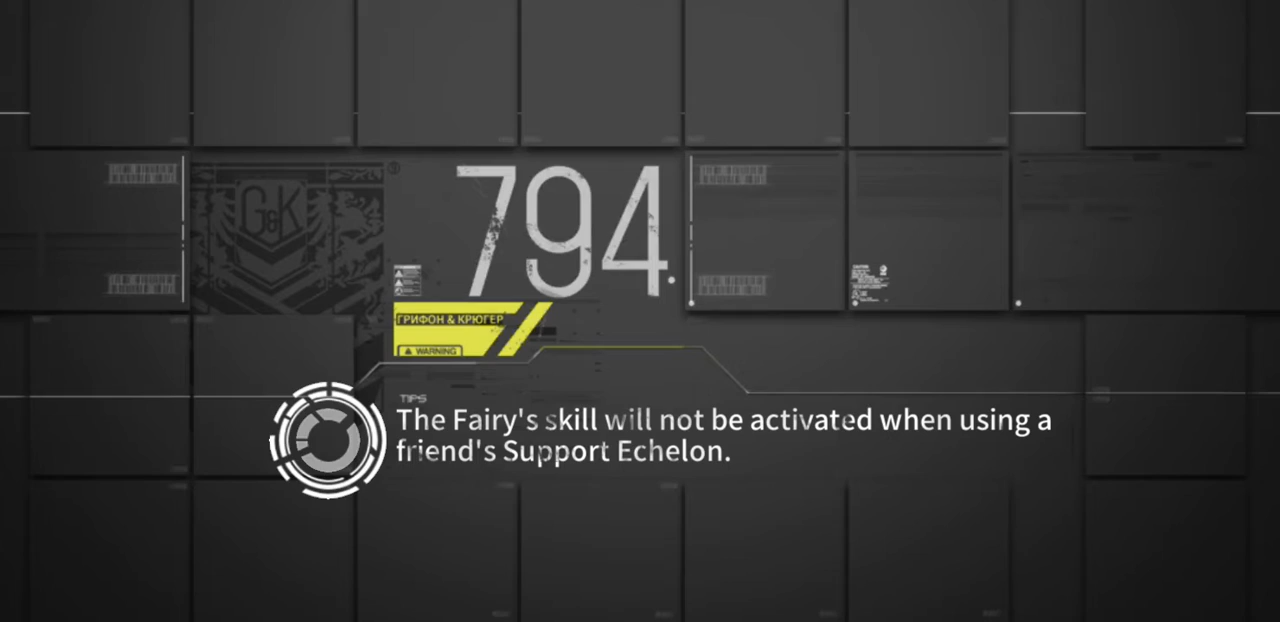 G&K
794.
ГРИФОН & КРЮГЕР
WARNING
TIPS
The Fairy's skill will not be activated when using a
friend's Support Echelon.